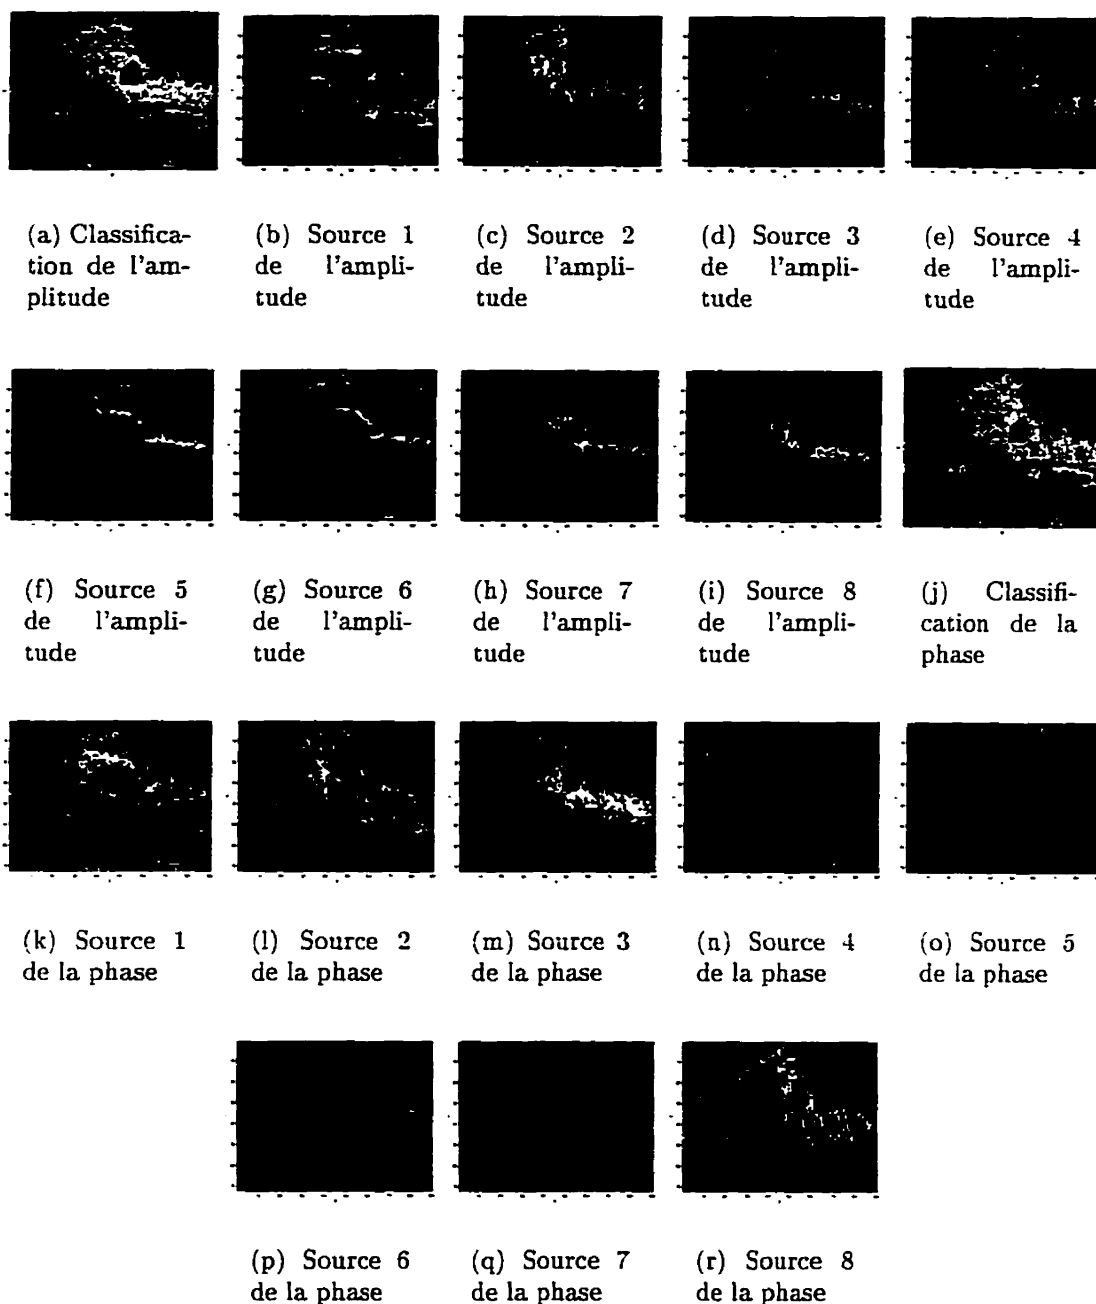 (a) Classifica-
tion de l'am-
plitude
(b) Source 1
de l'ampli-
tude
(c) Source 2
de l'ampli-
tude
(d) Source 3
de l'ampli-
tude
(e) Source 4
de l'ampli-
tude
(f) Source 5
de l'ampli-
tude
(g) Source 6
de l'ampli-
tude
(h) Source 7
de l'ampli-
tude
(i) Source 8
de l'ampli-
tude
(j) Classifi-
cation de la
phase
(k) Source 1
de la phase
(l) Source 2
de la phase
(m) Source 3
de la phase
(n) Source 4
de la phase
(o) Source 5
de la phase
(p) Source 6
de la phase
(q) Source 7
de la phase
(r) Source 8
de la phase